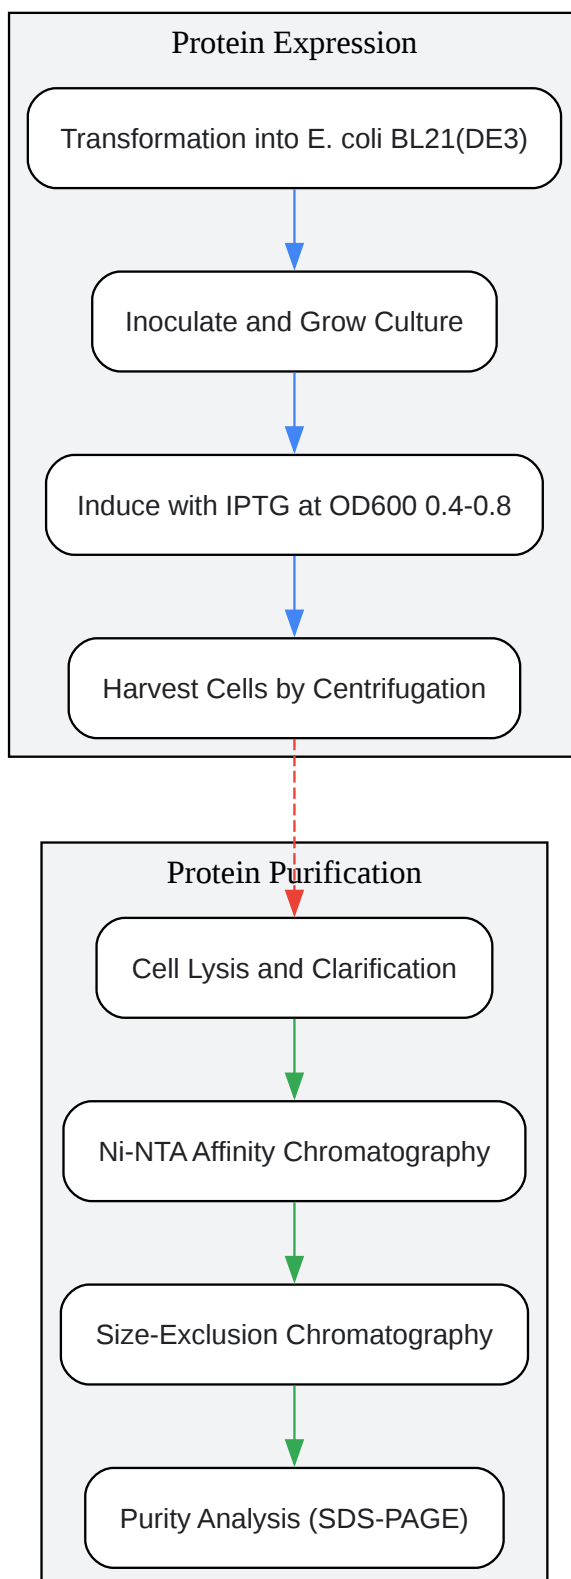 Protein Expression
Transformation into E. coli BL21(DE3)
Inoculate and Grow Culture
Induce with IPTG at OD600 0.4-0.8
Harvest Cells by Centrifugation
Protein Purification
Cell Lysis and Clarification
Ni-NTA Affinity Chromatography
Size-Exclusion Chromatography
Purity Analysis (SDS-PAGE)